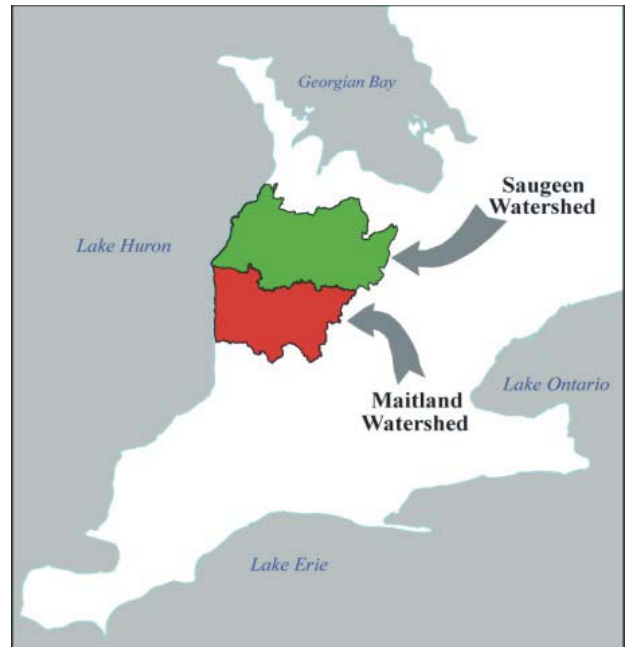 Georgian Bay
Saugeen
Watershed
Lake Huron
Lake Ontario
Maitland
Watershed
Lake Erie